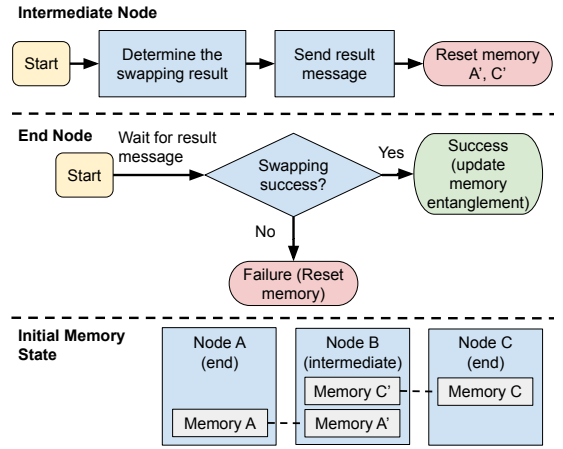 Intermediate Node
Start
Determine the
swapping result
Send result
message
Reset memory
A', C'
End Node
Wait for result
message
Start
Swapping
success?
Yes
Success
(update
memory
entanglement)
No
Failure (Reset
memory)
Initial Memory
State
Node A
(end)
Memory A
Node B
(intermediate)
Memory C'
Memory A'
Node C
(end)
Memory C